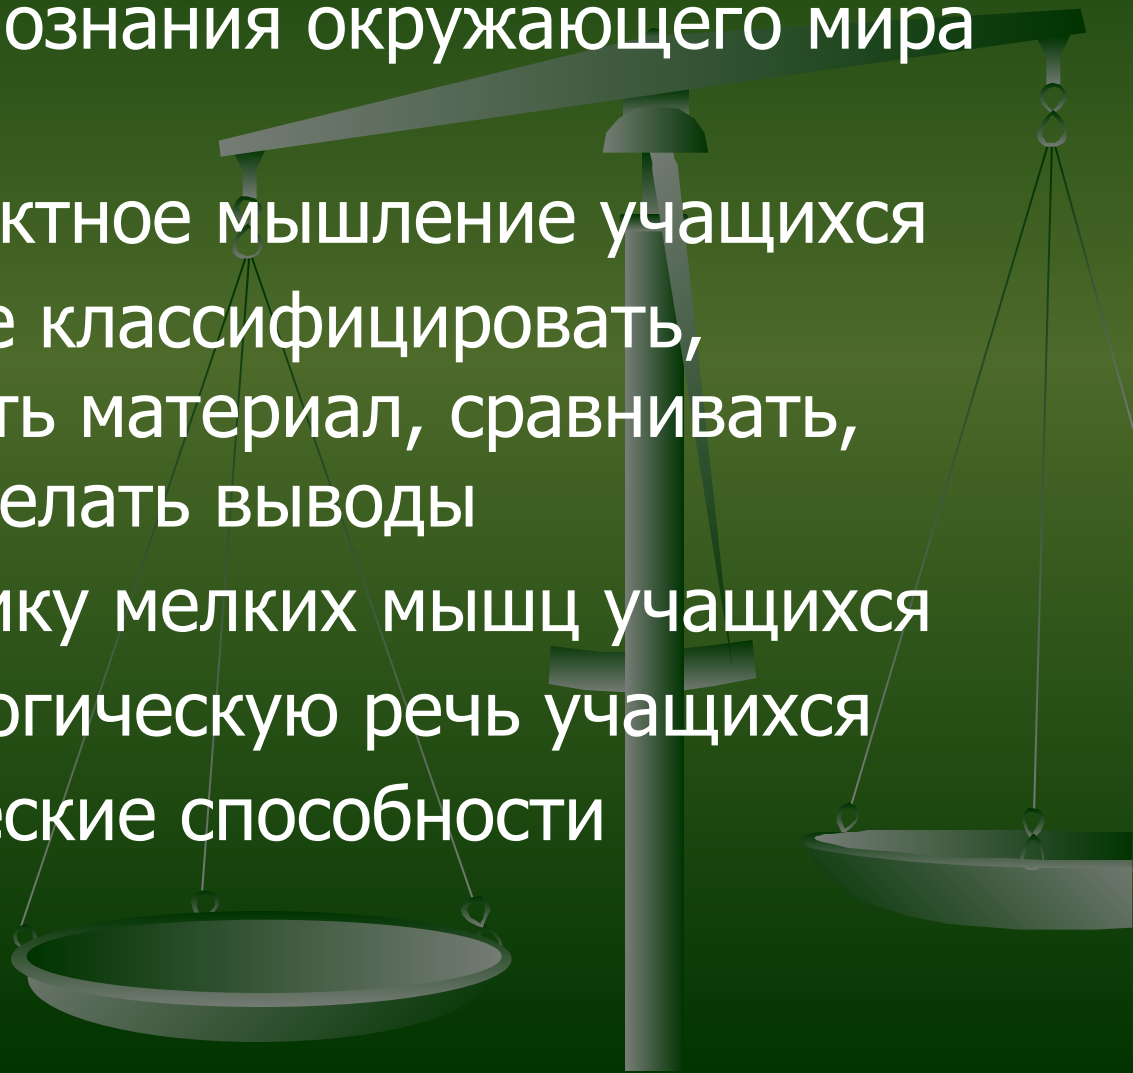 ознания окружающего мира
ктное мышление учащихся
е классифицировать,
ть материал, сравнивать,
елать выводы
ику мелких мышц учащихся
огическую речь учащихся
еские способности